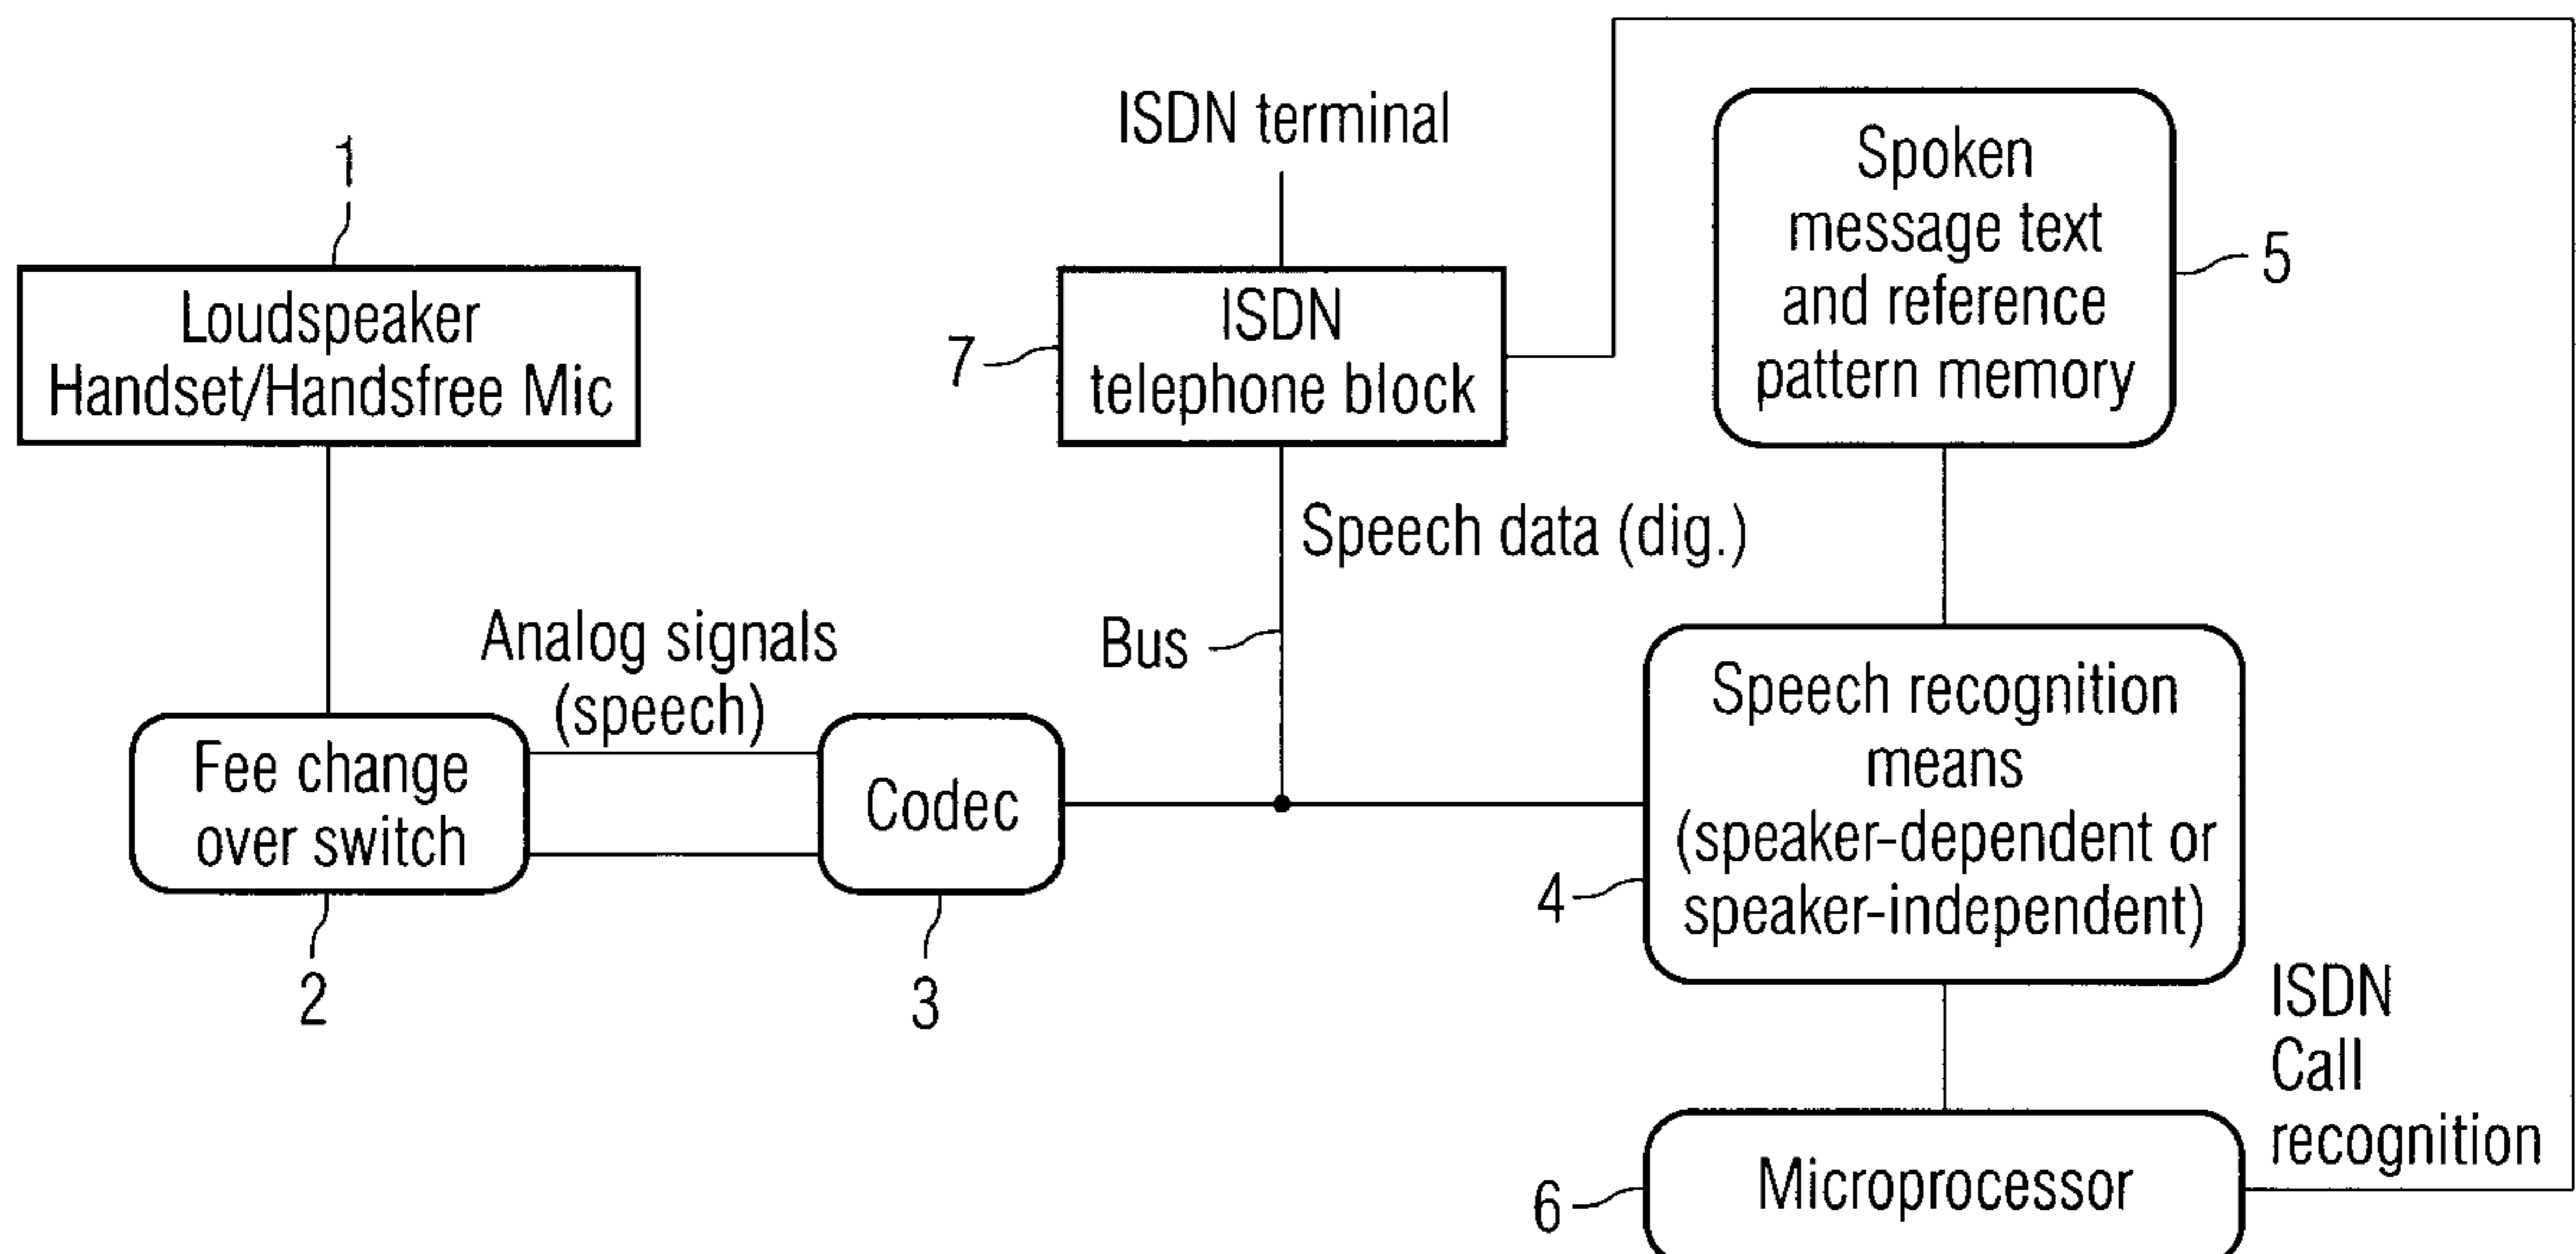 ISDN terminal
1
Loudspeaker
Handset/Handsfree Mic
7
ISDN
telephone block
Spoken
message text
and reference
pattern memory
5
Speech data (dig.)
Bus
Analog signals
(speech)
Fee change
over switch
2
Codec
3
Speech recognition
means
(speaker-dependent or
speaker-independent)
4
ISDN
Call
recognition
6
Microprocessor